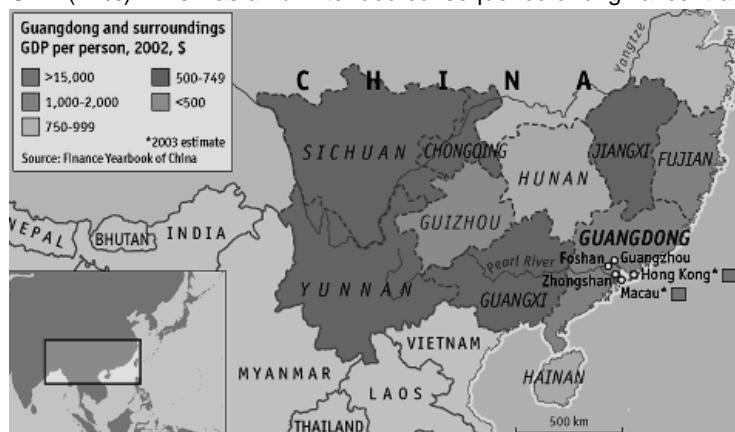 Guangdong and surroundings
GDP per person, 2002, $
>15,000
500-749
1,000-2,000
<500
750-999
*2003 estimate
Source: Finance Yearbook of China
CHINA
Yangtze
SICHUAN
CHONGQING
HUNAN
JIANGXI
FUJIAN
GUIZHOU
GUANGDONG
NEPAL
BHUTAN
INDIA
Pearl River
Foshan
Guangzhou
Zhongshan
Hong Kong*
Macau*
YUNNAN
GUANGXI
VIETNAM
MYANMAR
LAOS
HAINAN
THAILAND
500 km